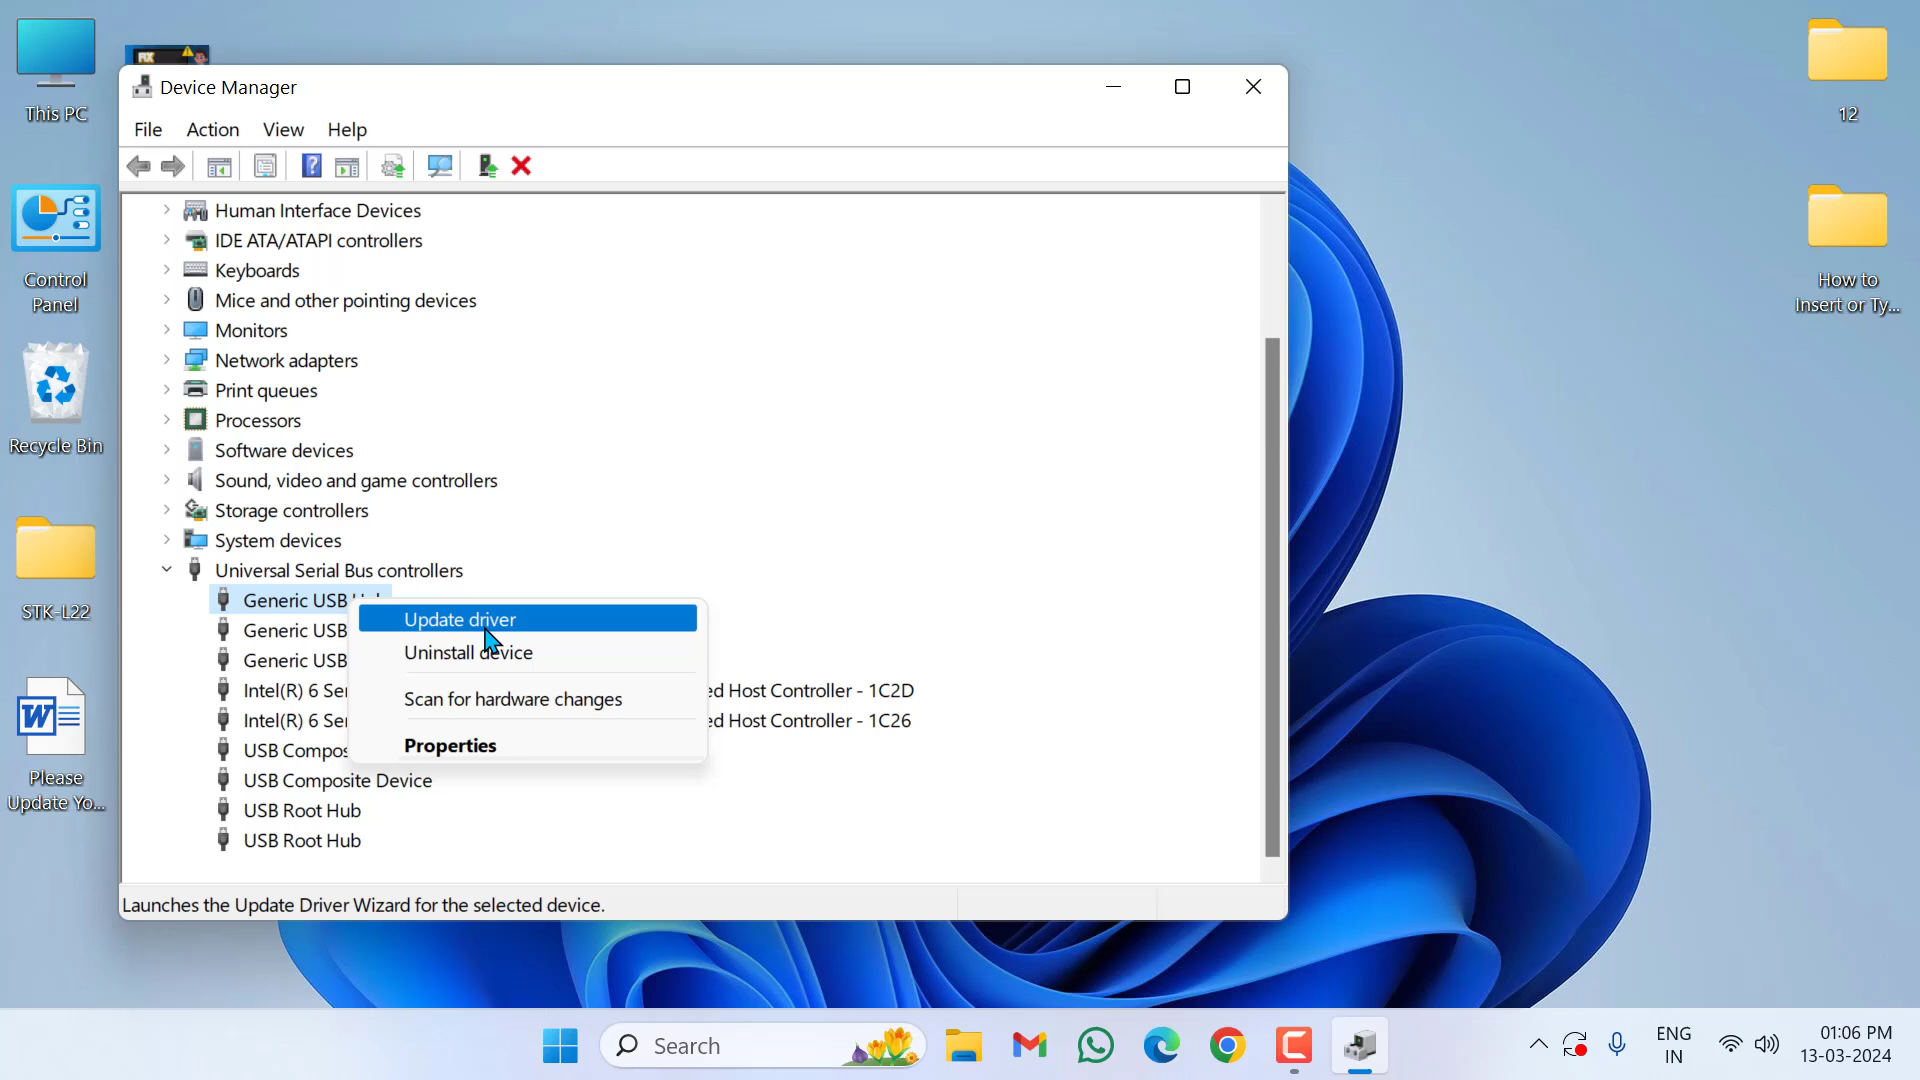 FIX
This PC
Control
Panel
Recycle Bin
STK-L22
Please
Update Yo...
12
How to
Insert or Ty...
Device Manager
File Action View Help
Human Interface Devices
IDE ATA/ATAPI controllers
Keyboards
Mice and other pointing devices
Monitors
Network adapters
Print queues
Processors
Software devices
Sound, video and game controllers
Storage controllers
System devices
Universal Serial Bus controllers
Generic USB
Generic USB
Generic USB
Intel(R) 6 Ser
ed Host Controller - 1C2D
Intel(R) 6 Ser
ed Host Controller - 1C26
USB Compos
USB Composite Device
USB Root Hub
USB Root Hub
Update driver
Uninstall device
Scan for hardware changes
Properties
Launches the Update Driver Wizard for the selected device.
Search
ENG
IN
01:06 PM
13-03-2024